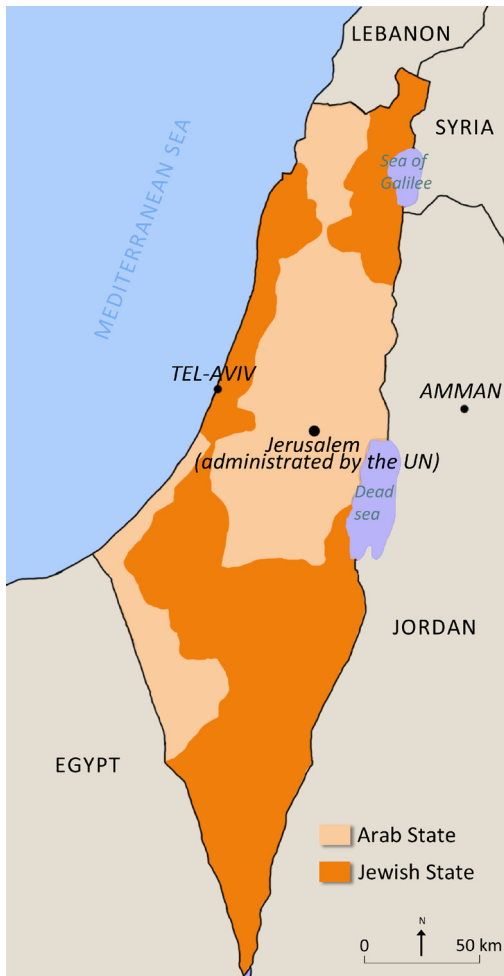 LEBANON
SYRIA
Sea of
Galilee
MEDITERRANEAN SEA
TEL-AVIV
AMMAN
Jerusalem
(administrated by the UN)
Dead
sea
JORDAN
EGYPT
Arab State
Jewish State
N
0 50 km